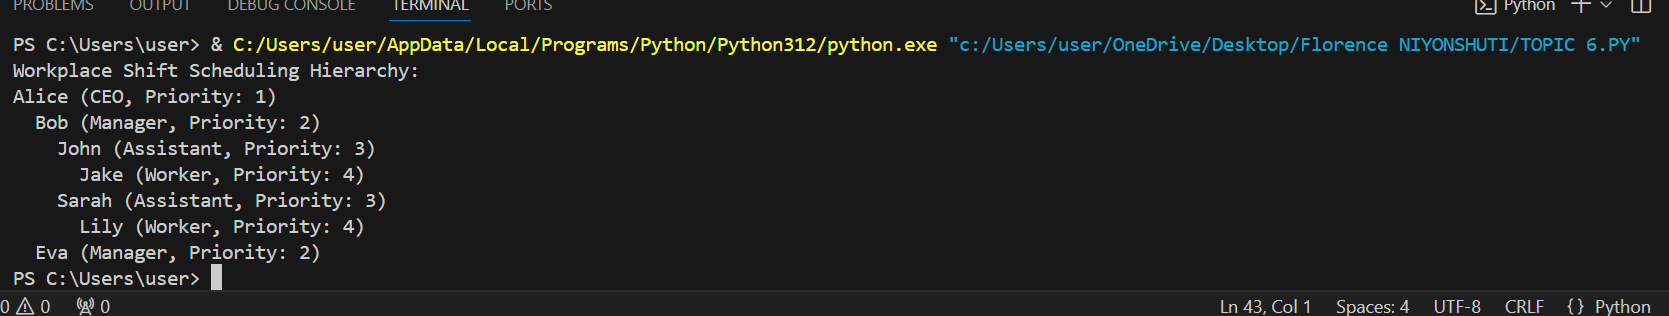 PROBLEMS OUTPUT DEBUG CONSOLE TERMINAL PORTS Python
PS C:\Users\user> & C:/Users/user/AppData/Local/Programs/Python/Python312/python.exe "c:/Users/user/OneDrive/Desktop/Florence NIYONSHUTI/TOPIC 6.PY"
Workplace Shift Scheduling Hierarchy:
Alice (CEO, Priority: 1)
  Bob (Manager, Priority: 2)
    John (Assistant, Priority: 3)
      Jake (Worker, Priority: 4)
    Sarah (Assistant, Priority: 3)
      Lily (Worker, Priority: 4)
  Eva (Manager, Priority: 2)
PS C:\Users\user>
0 0 0 Ln 43, Col 1 Spaces: 4 UTF-8 CRLF {} Python